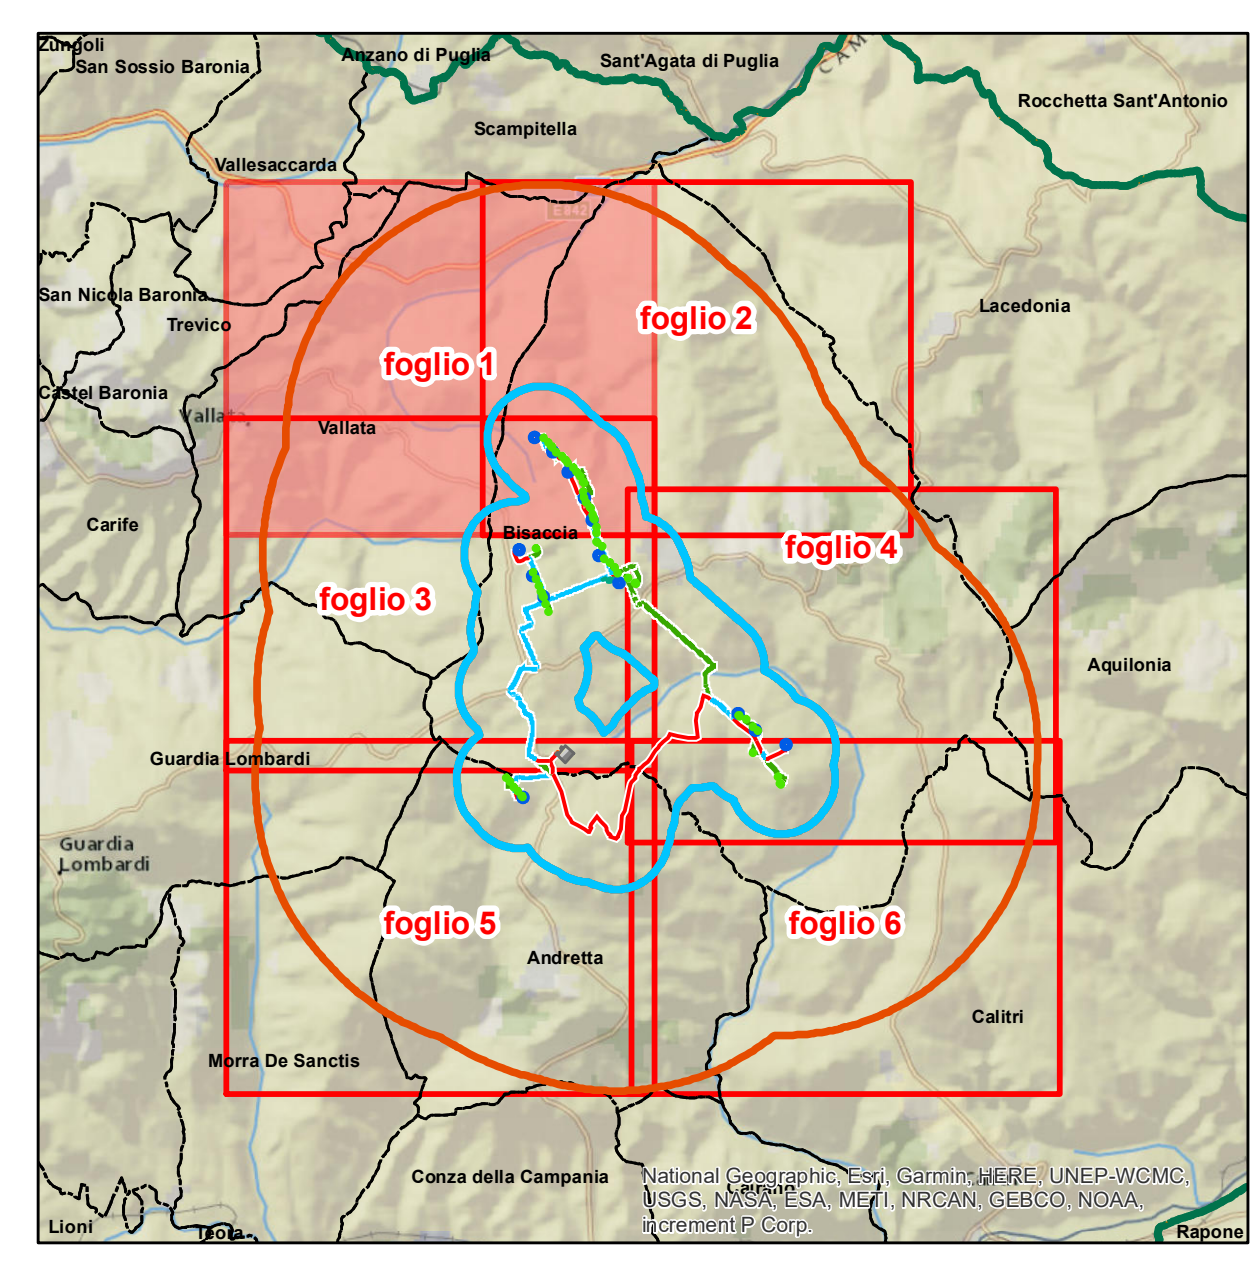 Zungoli
San Sossio Baronia
Anzano di Puglia
Sant'Agata di Puglia
CAM
Rocchetta Sant'Antonio
Scampitella
Vallesaccarda
E842
San Nicola Baronia
Trevico
Lacedonia
foglio 2
foglio 1
Castel Baronia
Vallata
Vallata
Carife
Bisaccia
foglio 4
foglio 3
Aquilonia
Guardia Lombardi
Guardia
Lombardi
foglio 5
foglio 6
Andretta
Calitri
Morra De Sanctis
Conza della Campania
National Geographic, Esri, Garmin, HERE, UNEP-WCMC,
USGS, NASA, ESA, METI, NRCAN, GEBCO, NOAA,
increment P Corp.
Cairano
Lioni
Teora
Rapone